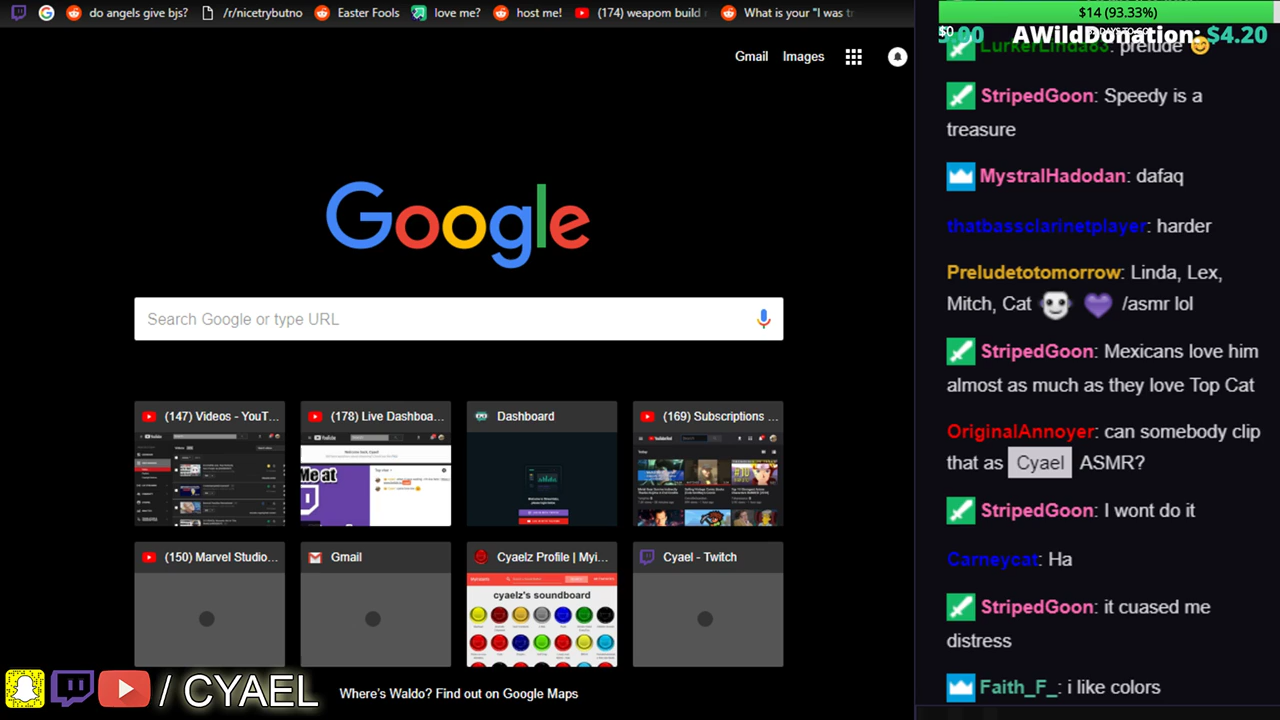 do angels give bjs?
/r/nicetrybutno
Easter Fools
love me?
host me!
(174) weapom build
What is your "I was t
Gmail
Images
Google
Search Google or type URL
(147) Videos - YouT...
(178) Live Dashboa...
Dashboard
(169) Subscriptions ...
Me at
(150) Marvel Studio...
Gmail
Cyaelz Profile | Myi...
Cyael - Twitch
cyaelz's soundboard
Where's Waldo? Find out on Google Maps
/ CYAEL
$14 (93.33%)
$0
AWildDonation: $4.20
LurkerLinda83: prelude
StripedGoon: Speedy is a
treasure
MystralHadodan: dafaq
thatbassclarinetplayer: harder
Preludetotomorrow: Linda, Lex,
Mitch, Cat /asmr lol
StripedGoon: Mexicans love him
almost as much as they love Top Cat
OriginalAnnoyer: can somebody clip
that as Cyael ASMR?
StripedGoon: I wont do it
Carneycat: Ha
StripedGoon: it cuased me
distress
Faith_F_: i like colors